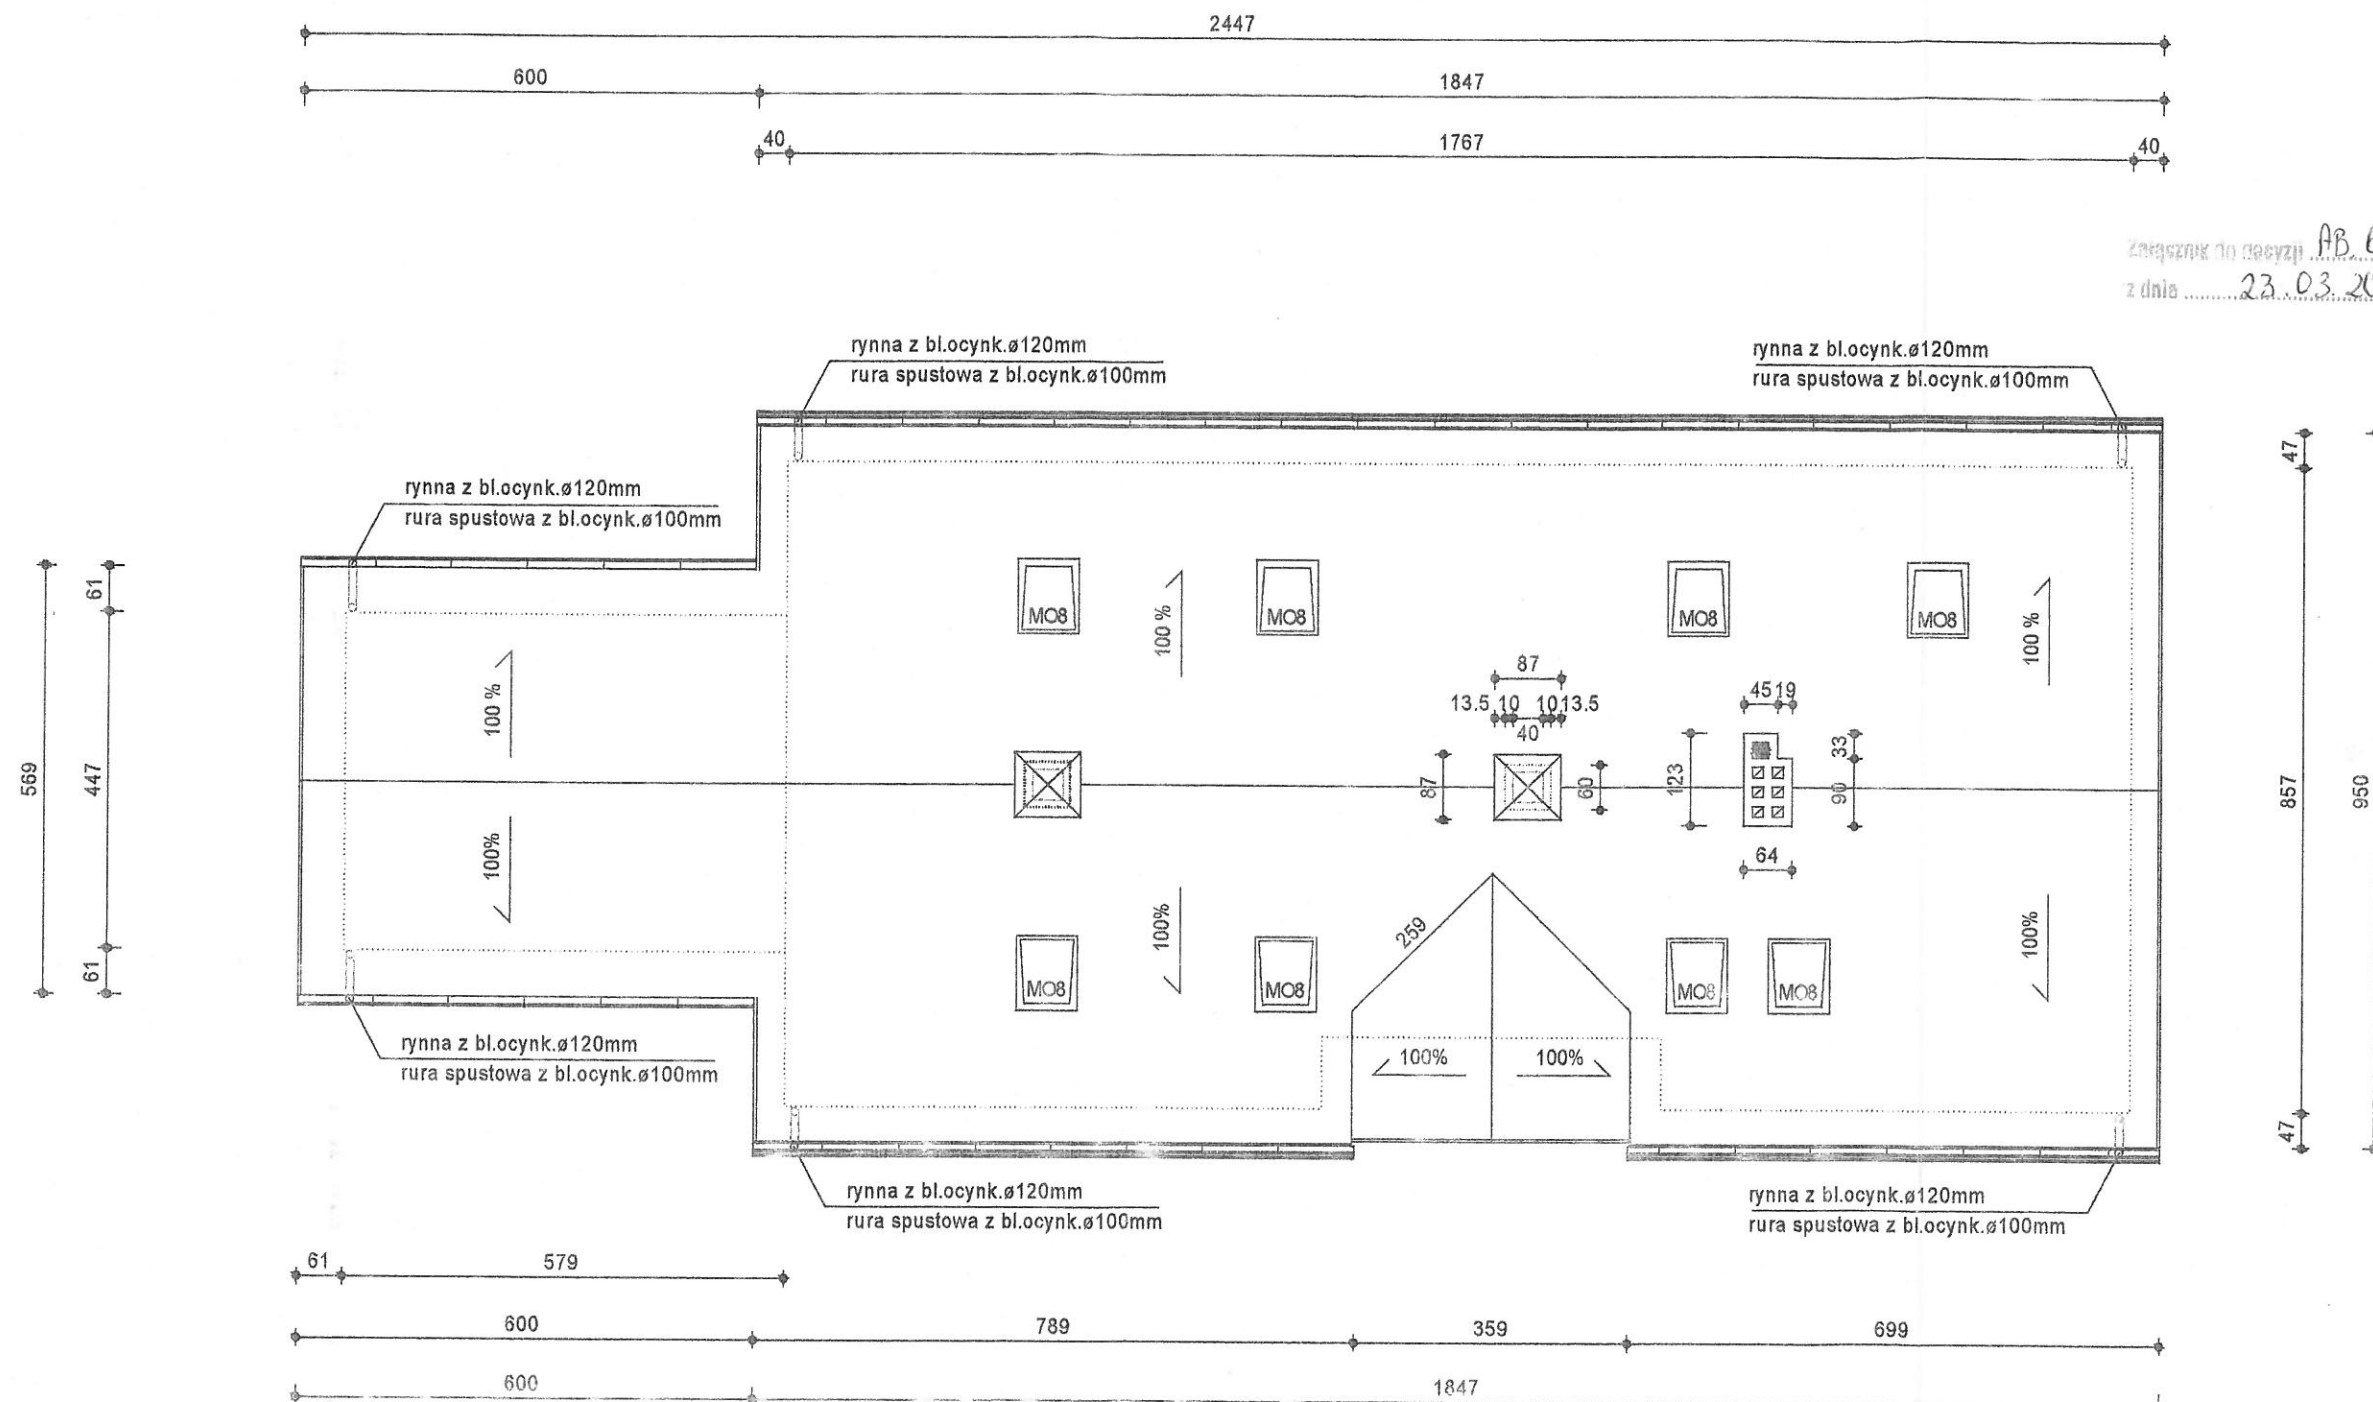 2447
600
1847
40
1767
40
Załącznik do decyzji AB.
z dnia 23.03.20
rynna z bl.ocynk.ø120mm
rura spustowa z bl.ocynk.ø100mm
rynna z bl.ocynk.ø120mm
rura spustowa z bl.ocynk.ø100mm
rynna z bl.ocynk.ø120mm
rura spustowa z bl.ocynk.ø100mm
47
61
MO8
MO8
MO8
MO8
100 %
100 %
100 %
87
45 19
13.5 10 10 13.5
40
33
569
447
87
60
123
90
857
950
64
100%
100%
100%
259
61
MO8
MO8
MO8
MO8
100%
100%
rynna z bl.ocynk.ø120mm
rura spustowa z bl.ocynk.ø100mm
47
rynna z bl.ocynk.ø120mm
rura spustowa z bl.ocynk.ø100mm
rynna z bl.ocynk.ø120mm
rura spustowa z bl.ocynk.ø100mm
61
579
600
789
359
699
600
1847